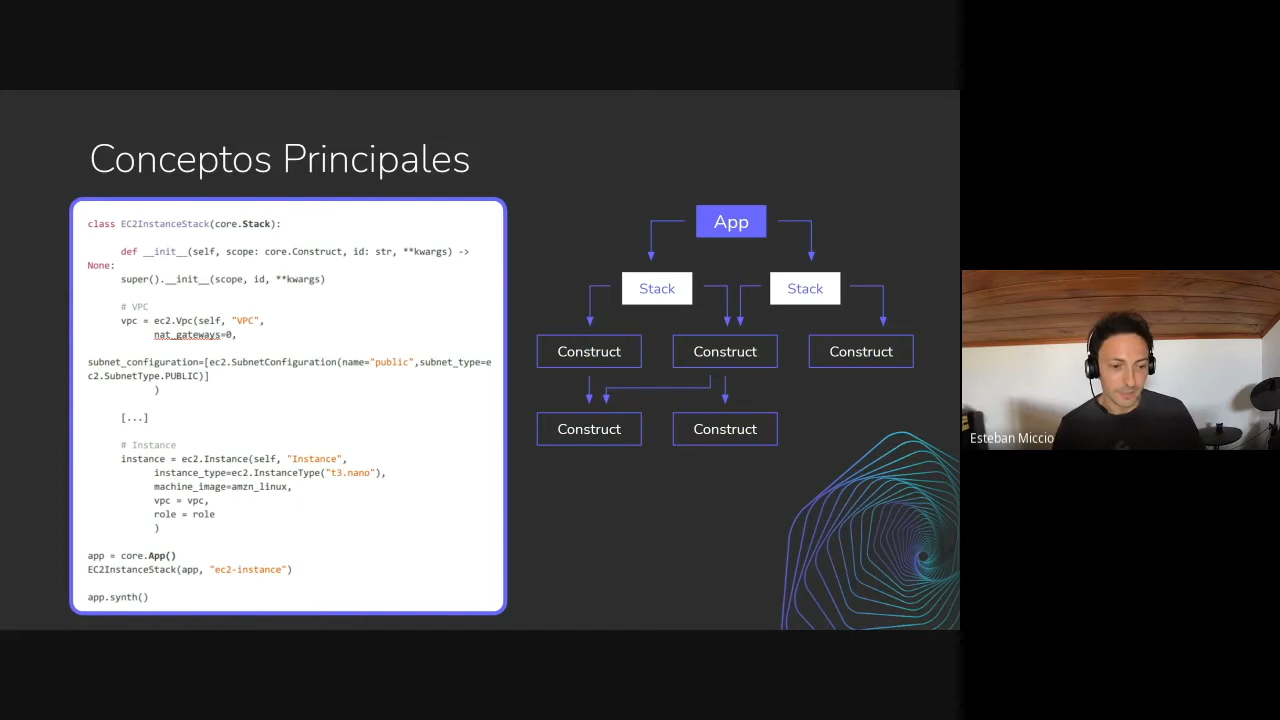 Conceptos Principales
class EC2InstanceStack(core.Stack):
def __init__(self, scope: core.Construct, id: str, **kwargs) ->
None:
super().__init__(scope, id, **kwargs)
# VPC
vpc = ec2.Vpc(self, "VPC",
nat_gateways=0,
subnet_configuration=[ec2.SubnetConfiguration(name="public",subnet_type=e
c2.SubnetType.PUBLIC)]
)
[...]
# Instance
instance = ec2.Instance(self, "Instance",
instance_type=ec2.InstanceType("t3.nano"),
machine_image=amzn_linux,
vpc = vpc,
role = role
)
app = core.App()
EC2InstanceStack(app, "ec2-instance")
app.synth()
App
Stack
Stack
Construct
Construct
Construct
Construct
Construct
Esteban Miccio